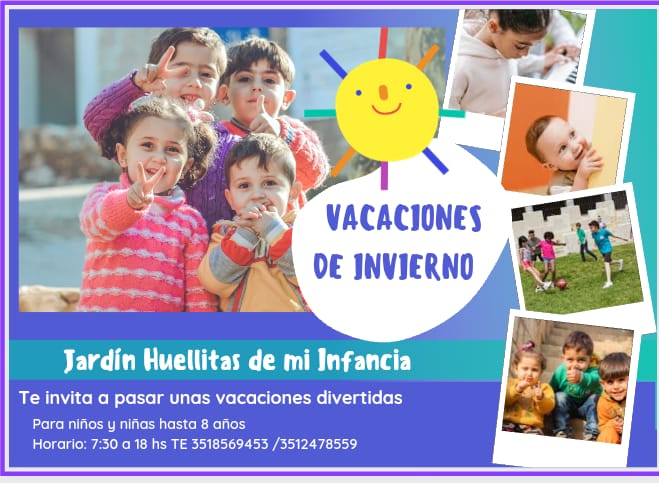 VACACIONES
DE INVIERNO
Jardín Huellitas de mi Infancia
Te invita a pasar unas vacaciones divertidas
Para niños y niñas hasta 8 años
Horario: 7:30 a 18 hs TE 3518569453 /3512478559